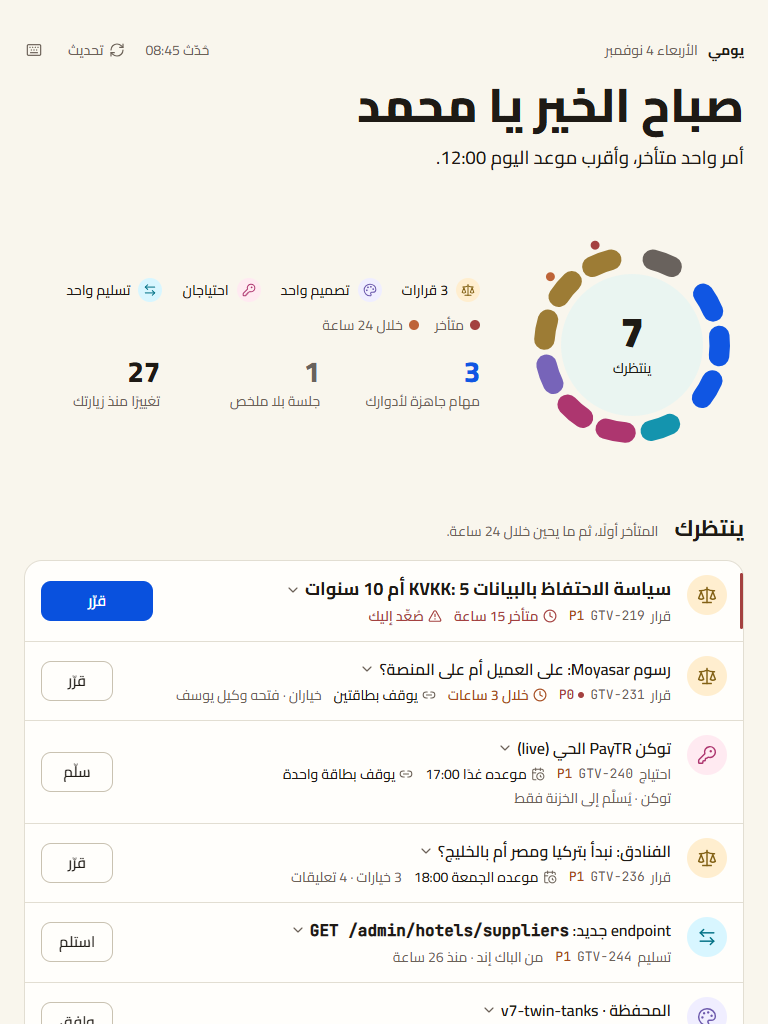 يومي الأربعاء 4 نوفمبر
حَدّث 08:45 تحديث
صباح الخير يا محمد
أمر واحد متأخر، وأقرب موعد اليوم 12:00.
7
ينتظرك
3 قرارات تصميم واحد احتياجان تسليم واحد
متأخر خلال 24 ساعة
3 مهام جاهزة لأدوارك
1 جلسة بلا ملخص
27 تغييرًا منذ زيارتك
ينتظرك المتأخر أولًا، ثم ما يحين خلال 24 ساعة.
سياسة الاحتفاظ بالبيانات KVKK: 5 أم 10 سنوات
قرار GTV-219 P1 متأخر 15 ساعة صُعِّد إليك
قرّر
رسوم Moyasar: على العميل أم على المنصة؟
قرار GTV-231 P0 خلال 3 ساعات يوقف بطاقتين خياران · فتحه وكيل يوسف
قرّر
توكن PayTR الحي (live)
احتياج GTV-240 P1 موعده غدًا 17:00 يوقف بطاقة واحدة
توكن · يُسلَّم إلى الخزنة فقط
سلّم
الفنادق: نبدأ بتركيا ومصر أم بالخليج؟
قرار GTV-236 P1 موعده الجمعة 18:00 3 خيارات · 4 تعليقات
قرّر
endpoint جديد: GET /admin/hotels/suppliers
تسليم GTV-244 P1 من الباك إند · منذ 26 ساعة
استلم
المحفظة · v7-twin-tanks
وافق